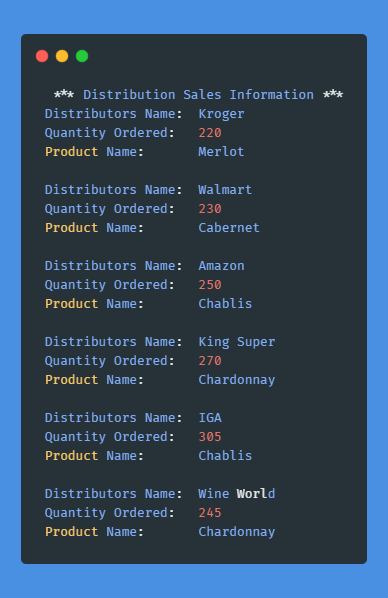 *** Distribution Sales Information ***
Distributors Name: Kroger
Quantity Ordered: 220
Product Name: Merlot
Distributors Name: Walmart
Quantity Ordered: 230
Product Name: Cabernet
Distributors Name: Amazon
Quantity Ordered: 250
Product Name: Chablis
Distributors Name: King Super
Quantity Ordered: 270
Product Name: Chardonnay
Distributors Name: IGA
Quantity Ordered: 305
Product Name: Chablis
Distributors Name: Wine World
Quantity Ordered: 245
Product Name: Chardonnay